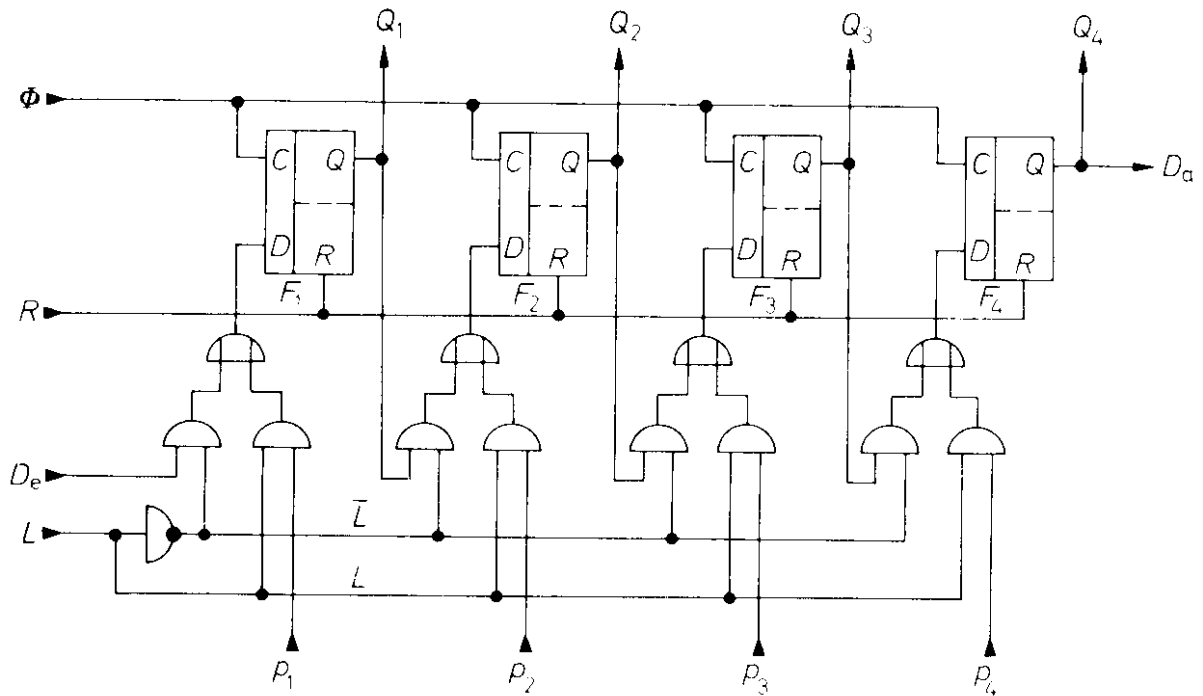 Q₁ Q₂ Q₃ Q₄
Φ
C Q C Q C Q C Q Dₐ
D R D R D R D R
F₁ F₂ F₃ F₄
R
Dₑ
L L̅
L
P₁ P₂ P₃ P₄